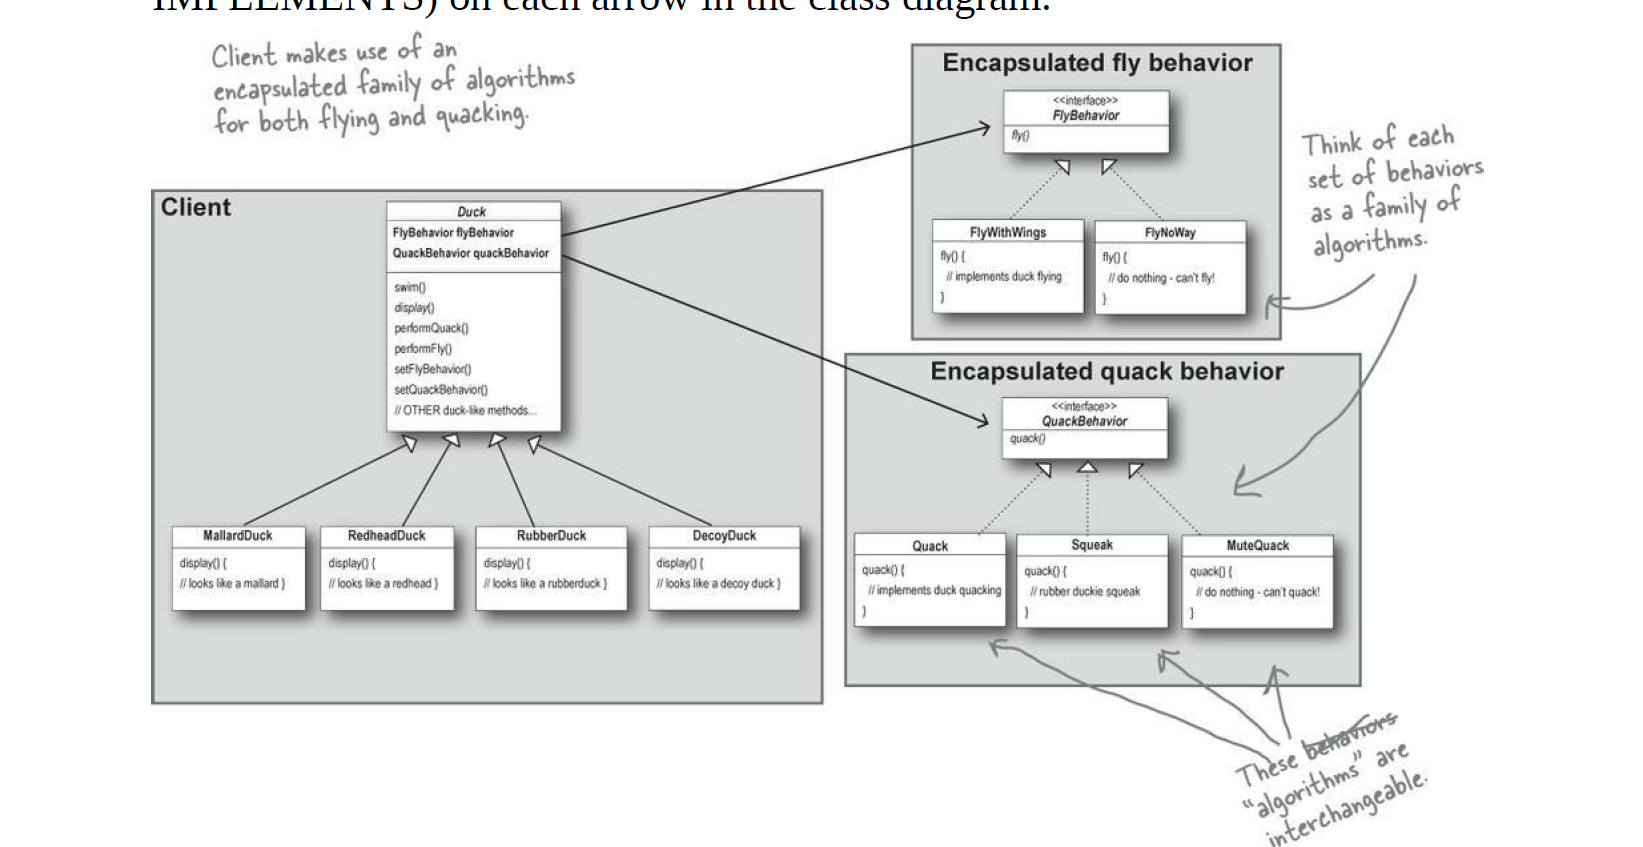 IMPLEMENTS) on each arrow in the class diagram.
Client makes use of an
encapsulated family of algorithms
for both flying and quacking.
Encapsulated fly behavior
<<interface>>
FlyBehavior
fly()
FlyWithWings
fly() {
// implements duck flying
}
FlyNoWay
fly() {
// do nothing - can't fly!
}
Think of each
set of behaviors
as a family of
algorithms.
Client
Duck
FlyBehavior flyBehavior
QuackBehavior quackBehavior
swim()
display()
performQuack()
performFly()
setFlyBehavior()
setQuackBehavior()
// OTHER duck-like methods...
MallardDuck
display() {
// looks like a mallard }
RedheadDuck
display() {
// looks like a redhead }
RubberDuck
display() {
// looks like a rubberduck }
DecoyDuck
display() {
// looks like a decoy duck }
Encapsulated quack behavior
<<interface>>
QuackBehavior
quack()
Quack
quack() {
// implements duck quacking
}
Squeak
quack() {
// rubber duckie squeak
}
MuteQuack
quack() {
// do nothing - can't quack!
}
These behaviors
“algorithms” are
interchangeable.